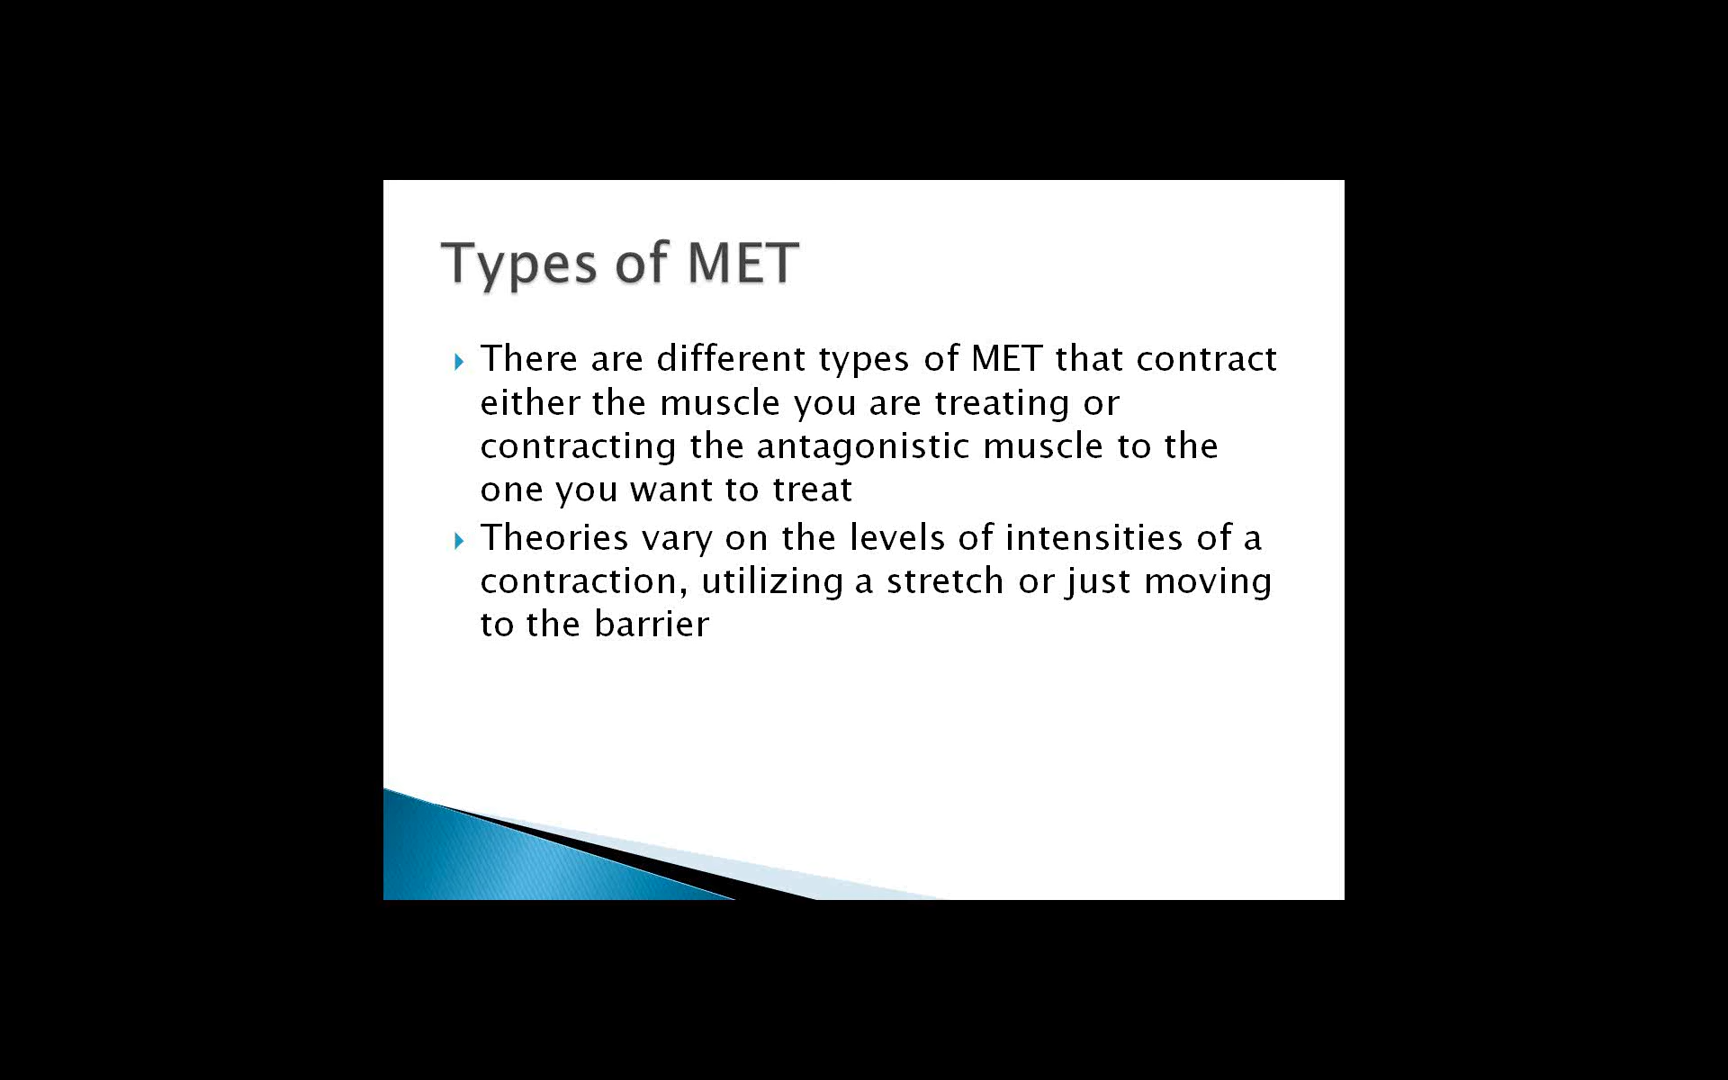 Types of MET
There are different types of MET that contract
either the muscle you are treating or
contracting the antagonistic muscle to the
one you want to treat
Theories vary on the levels of intensities of a
contraction, utilizing a stretch or just moving
to the barrier